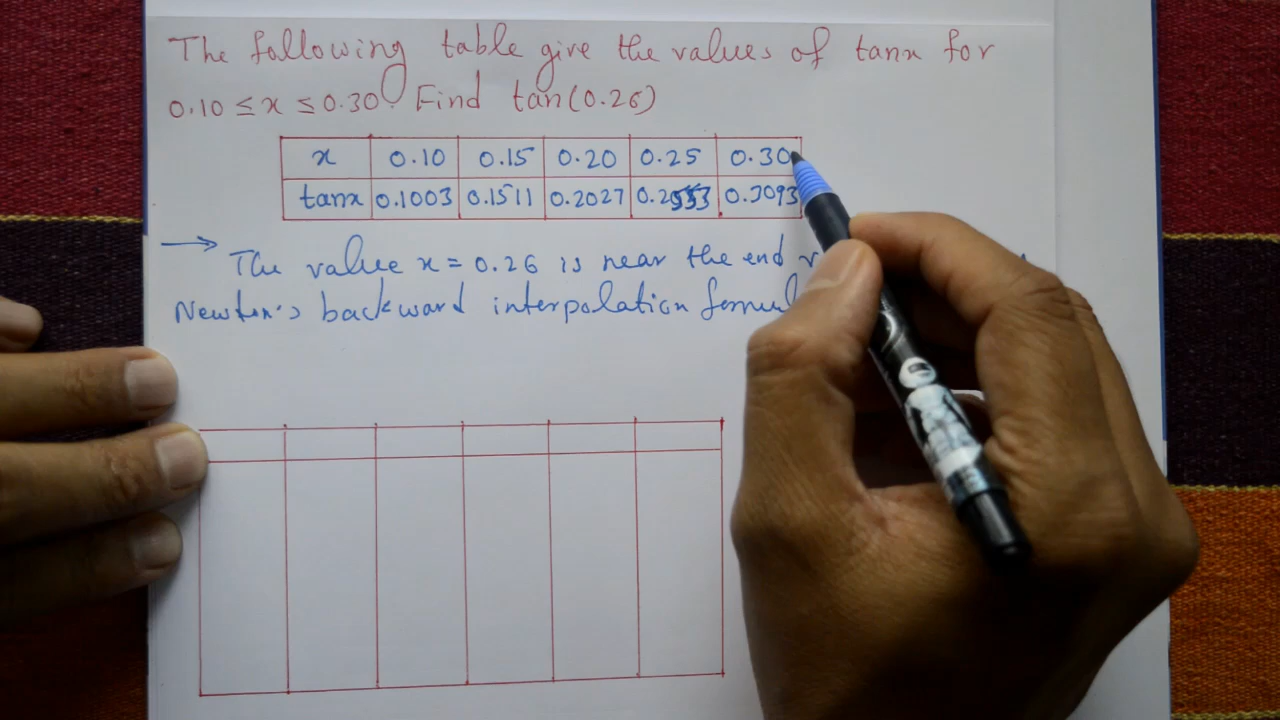 The following table give the values of tanx for
0.10 ≤ x ≤ 0.30. Find tan(0.26)
x 0.10 0.15 0.20 0.25 0.30
tanx 0.1003 0.1511 0.2027 0.2553 0.3093
→ The value x = 0.26 is near the end
Newton's backward interpolation